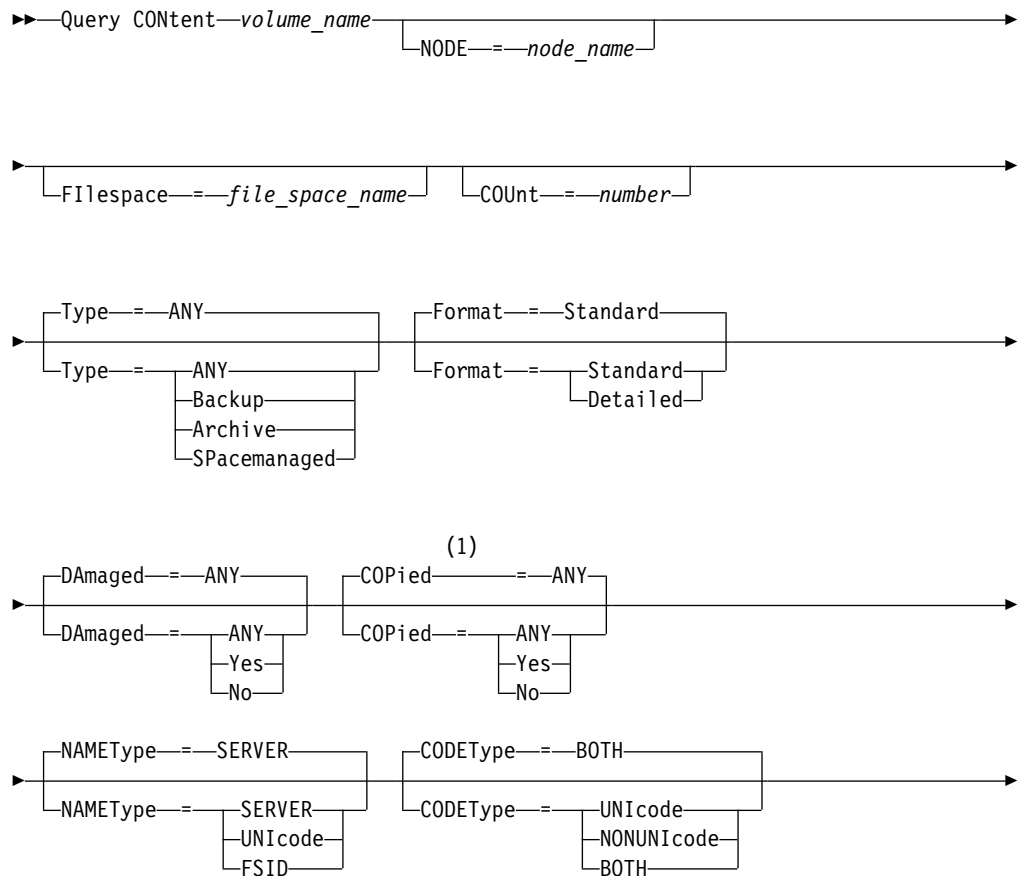 Query CONtent volume_name
NODE = node_name
FIlespace = file_space_name COUnt = number
Type = ANY Format = Standard
Type = ANY Format = Standard
Backup Detailed
Archive
SPacemanaged
(1)
DAmaged = ANY COPied = ANY
DAmaged = ANY COPied = ANY
Yes Yes
No No
NAMEType = SERVER CODEType = BOTH
NAMEType = SERVER CODEType = UNIcode
UNIcode NONUNIcode
FSID BOTH